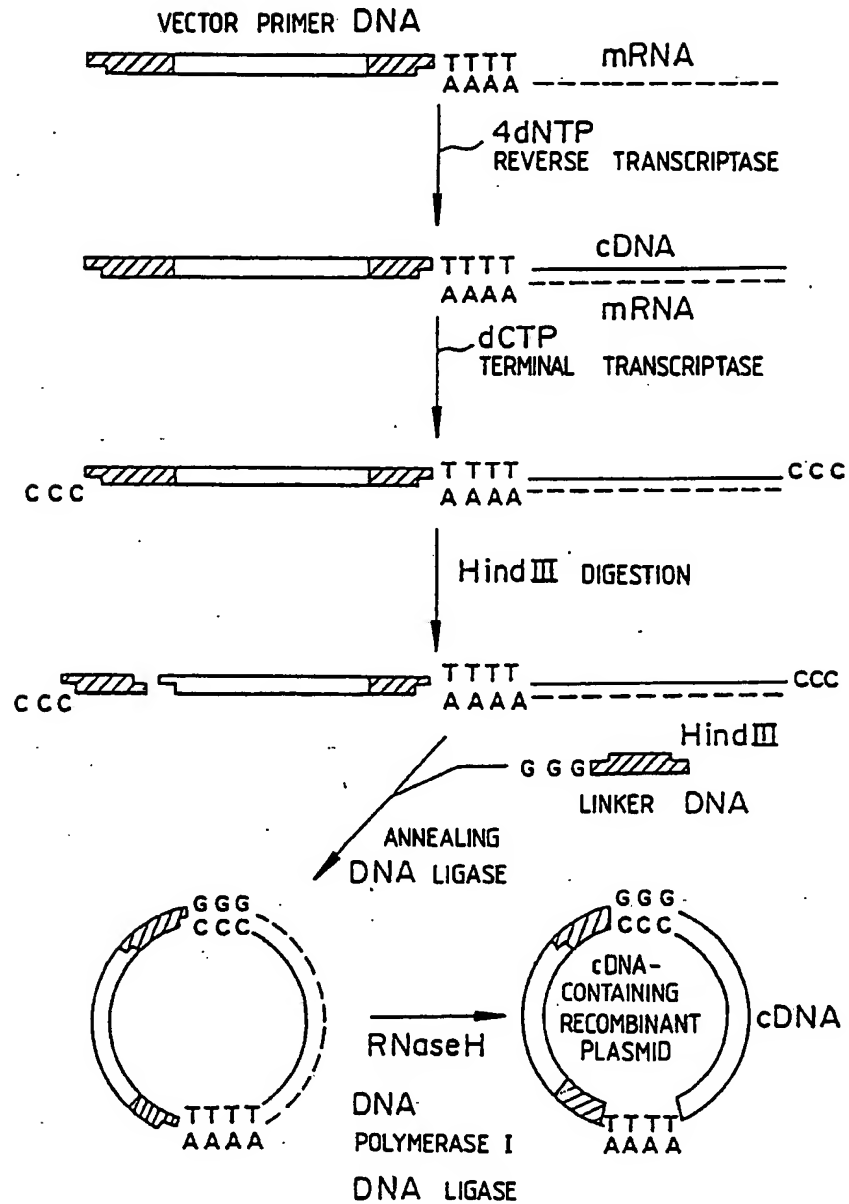 VECTOR PRIMER DNA
TTTT
mRNA
AAAA
4dNTP
REVERSE TRANSCRIPTASE
TTTT
cDNA
AAAA
mRNA
dCTP
TERMINAL TRANSCRIPTASE
TTTT
CCC
CCC
AAAA
HindIII DIGESTION
TTTT
CCC
CCC
AAAA
HindIII
GGG
LINKER DNA
ANNEALING
DNA LIGASE
GGG
CCC
GGG
CCC
cDNA-
CONTAINING
RECOMBINANT
PLASMID
cDNA
RNaseH
TTTT
AAAA
DNA
POLYMERASE I
DNA LIGASE
TTTT
AAAA